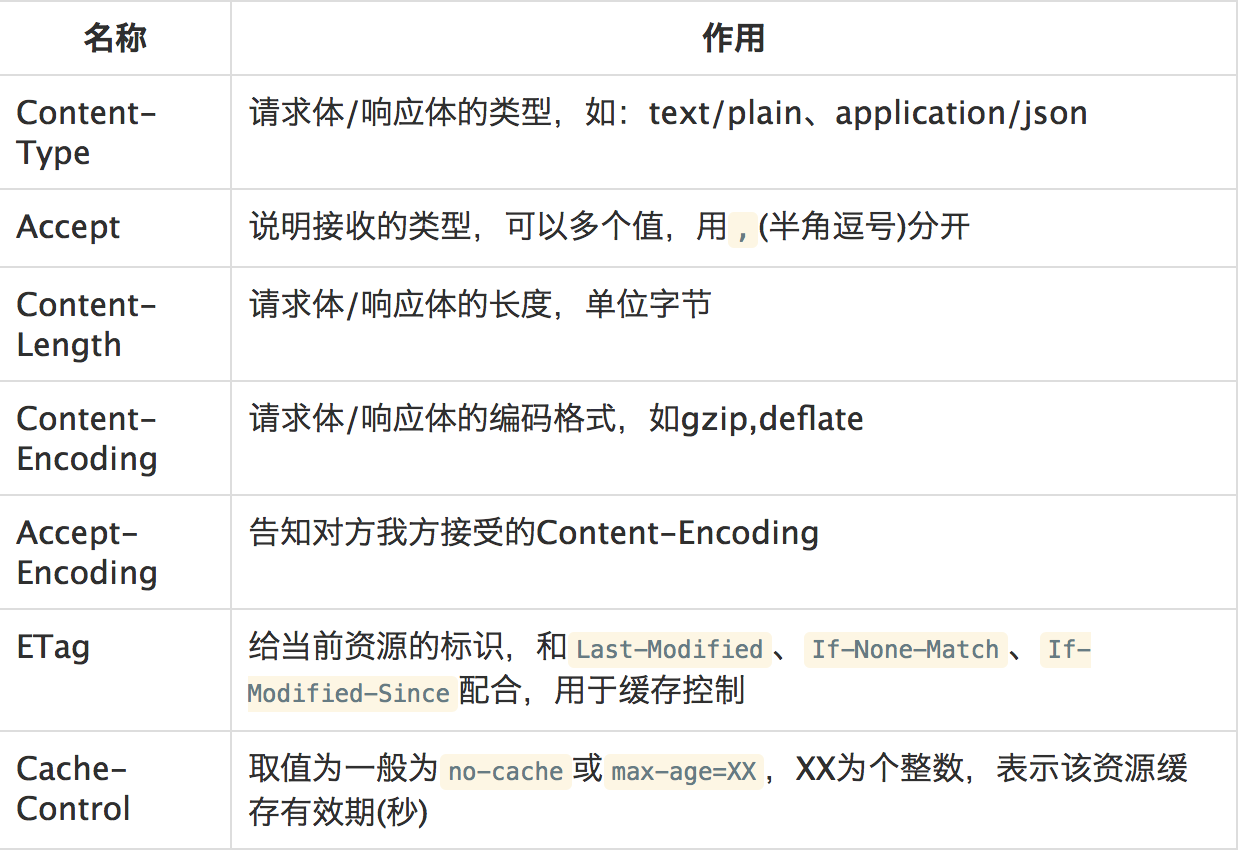 名称
作用
Content-
Type
请求体/响应体的类型，如：text/plain、application/json
Accept
说明接收的类型，可以多个值，用,(半角逗号)分开
Content-
Length
请求体/响应体的长度，单位字节
Content-
Encoding
请求体/响应体的编码格式，如gzip,deflate
Accept-
Encoding
告知对方我方接受的Content-Encoding
ETag
给当前资源的标识，和Last-Modified、If-None-Match、If-
Modified-Since配合，用于缓存控制
Cache-
Control
取值为一般为no-cache或max-age=XX，XX为个整数，表示该资源缓
存有效期(秒)